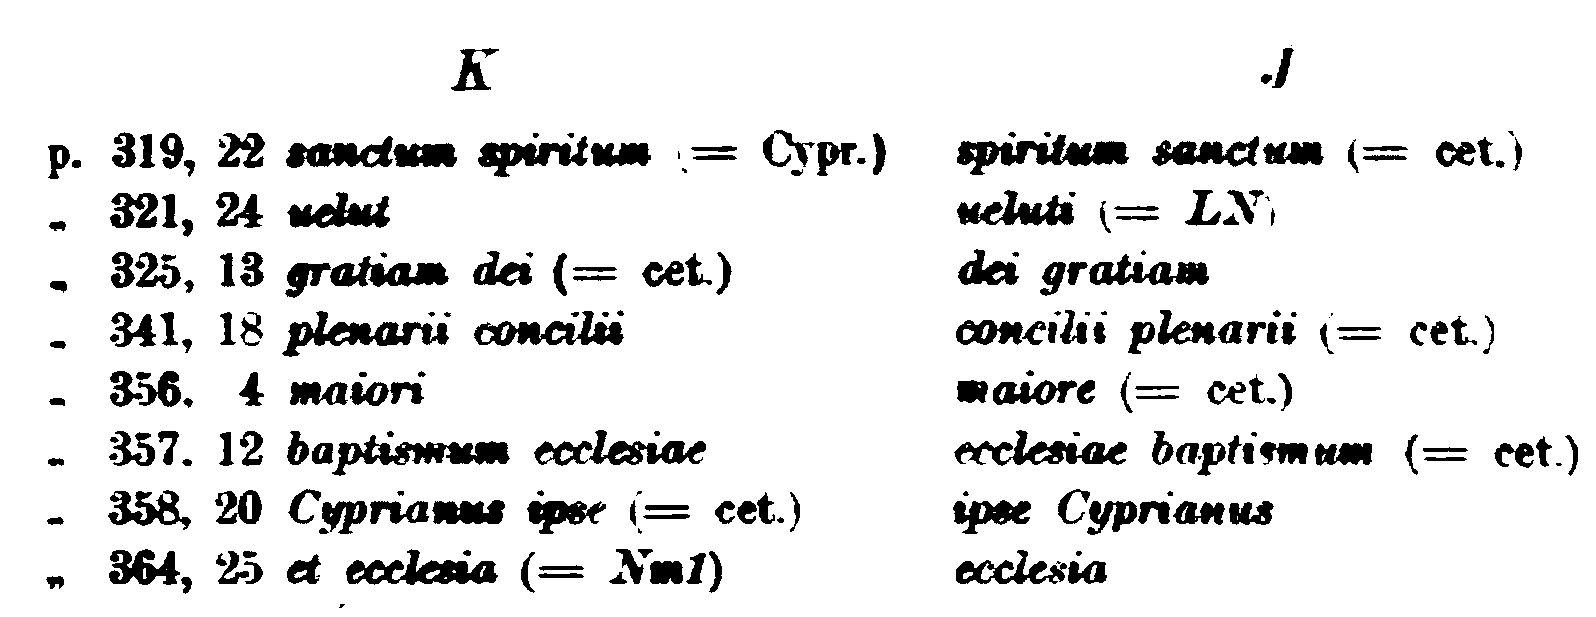 K J
p. 319, 22 sanctum spiritum (= Cypr.) spiritum sanctum (= cet.)
„ 321, 24 uelut ueluti (= LN)
„ 325, 13 gratiam dei (= cet.) dei gratiam
„ 341, 18 plenarii concilii concilii plenarii (= cet.)
„ 356, 4 maiori maiore (= cet.)
„ 357, 12 baptismum ecclesiae ecclesiae baptismum (= cet.)
„ 358, 20 Cyprianus ipse (= cet.) ipse Cyprianus
„ 364, 25 et ecclesia (= Nm1) ecclesia